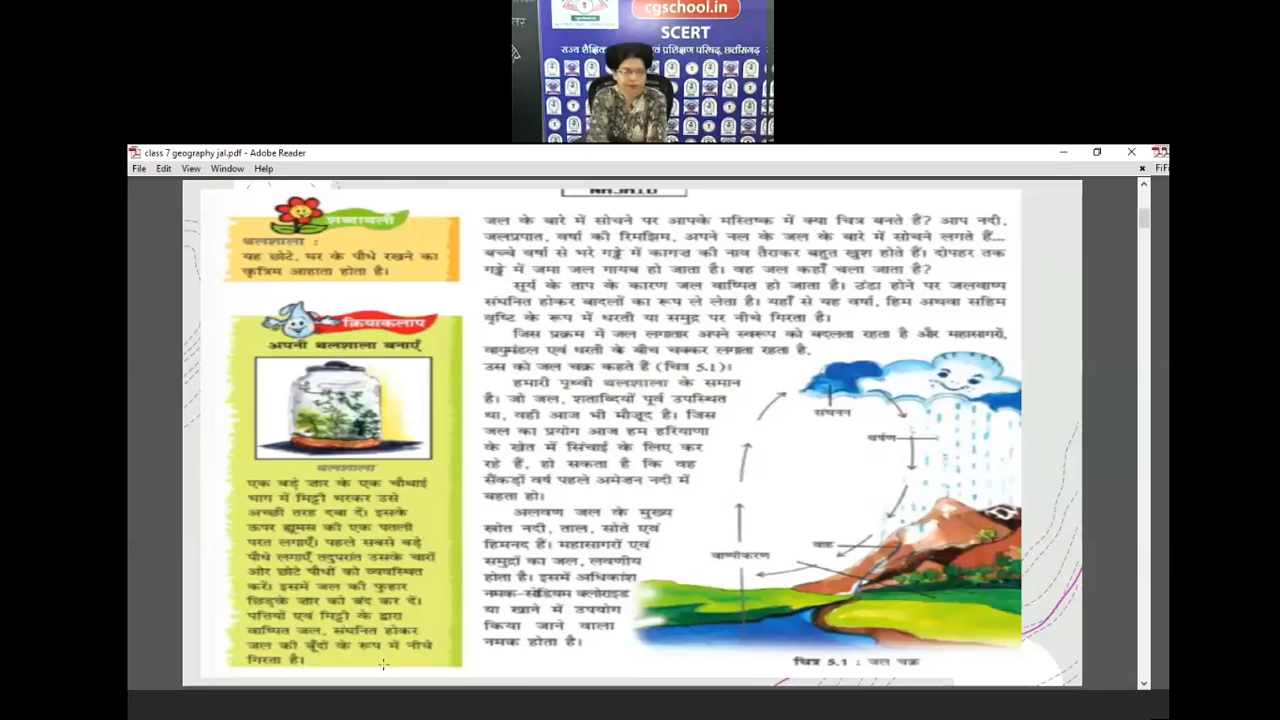 cgschool.in
SCERT
class 7 geography jal.pdf - Adobe Reader
File Edit View Window Help
शब्दावली
थलशाला :
यह छोटे, घर के पौधे रखने का
कृत्रिम आहाता होता है।
क्रियाकलाप
अपनी थलशाला बनाएँ
थलशाला
एक बड़े जार के एक चौथाई
भाग में मिट्टी भरकर उसे
अच्छी तरह दबा दें। इसके
ऊपर ह्यूमस की एक पतली
परत लगाएँ। पहले सबसे बड़े
पौधे लगाएँ तदुपरांत उसके चारों
ओर छोटे पौधों को व्यवस्थित
करें। इसमें जल की फुहार
छिड़के जार को बंद कर दें।
पत्तियों एवं मिट्टी के द्वारा
वाष्पित जल, संघनित होकर
जल की बूँदों के रूप में नीचे
गिरता है।
जल के बारे में सोचने पर आपके मस्तिष्क में क्या चित्र बनते हैं? आप नदी,
जलप्रपात, वर्षा की रिमझिम, अपने नल के जल के बारे में सोचने लगते हैं...
बच्चे वर्षा से भरे गड्ढे में कागज की नाव तैराकर बहुत खुश होते हैं। दोपहर तक
गड्ढे में जमा जल गायब हो जाता है। वह जल कहाँ चला जाता है?
सूर्य के ताप के कारण जल वाष्पित हो जाता है। ठंडा होने पर जलवाष्प
संघनित होकर बादलों का रूप ले लेता है। यहाँ से यह वर्षा, हिम अथवा सहिम
वृष्टि के रूप में धरती या समुद्र पर नीचे गिरता है।
जिस प्रक्रम में जल लगातार अपने स्वरूप को बदलता रहता है और महासागरों,
वायुमंडल एवं धरती के बीच चक्कर लगाता रहता है,
उस को जल चक्र कहते हैं (चित्र 5.1)।
हमारी पृथ्वी थलशाला के समान
है। जो जल, शताब्दियों पूर्व उपस्थित
था, वही आज भी मौजूद है। जिस
जल का प्रयोग आज हम हरियाणा
के खेत में सिंचाई के लिए कर
रहे हैं, हो सकता है कि वह
सैंकड़ों वर्ष पहले अमेजन नदी में
बहता हो।
अलवण जल के मुख्य
स्रोत नदी, ताल, सोते एवं
हिमनद हैं। महासागरों एवं
समुद्रों का जल, लवणीय
होता है। इसमें अधिकांश
नमक-सोडियम क्लोराइड
या खाने में उपयोग
किया जाने वाला
नमक होता है।
संघनन
वर्षण
वाह
वाष्पीकरण
चित्र 5.1 : जल चक्र